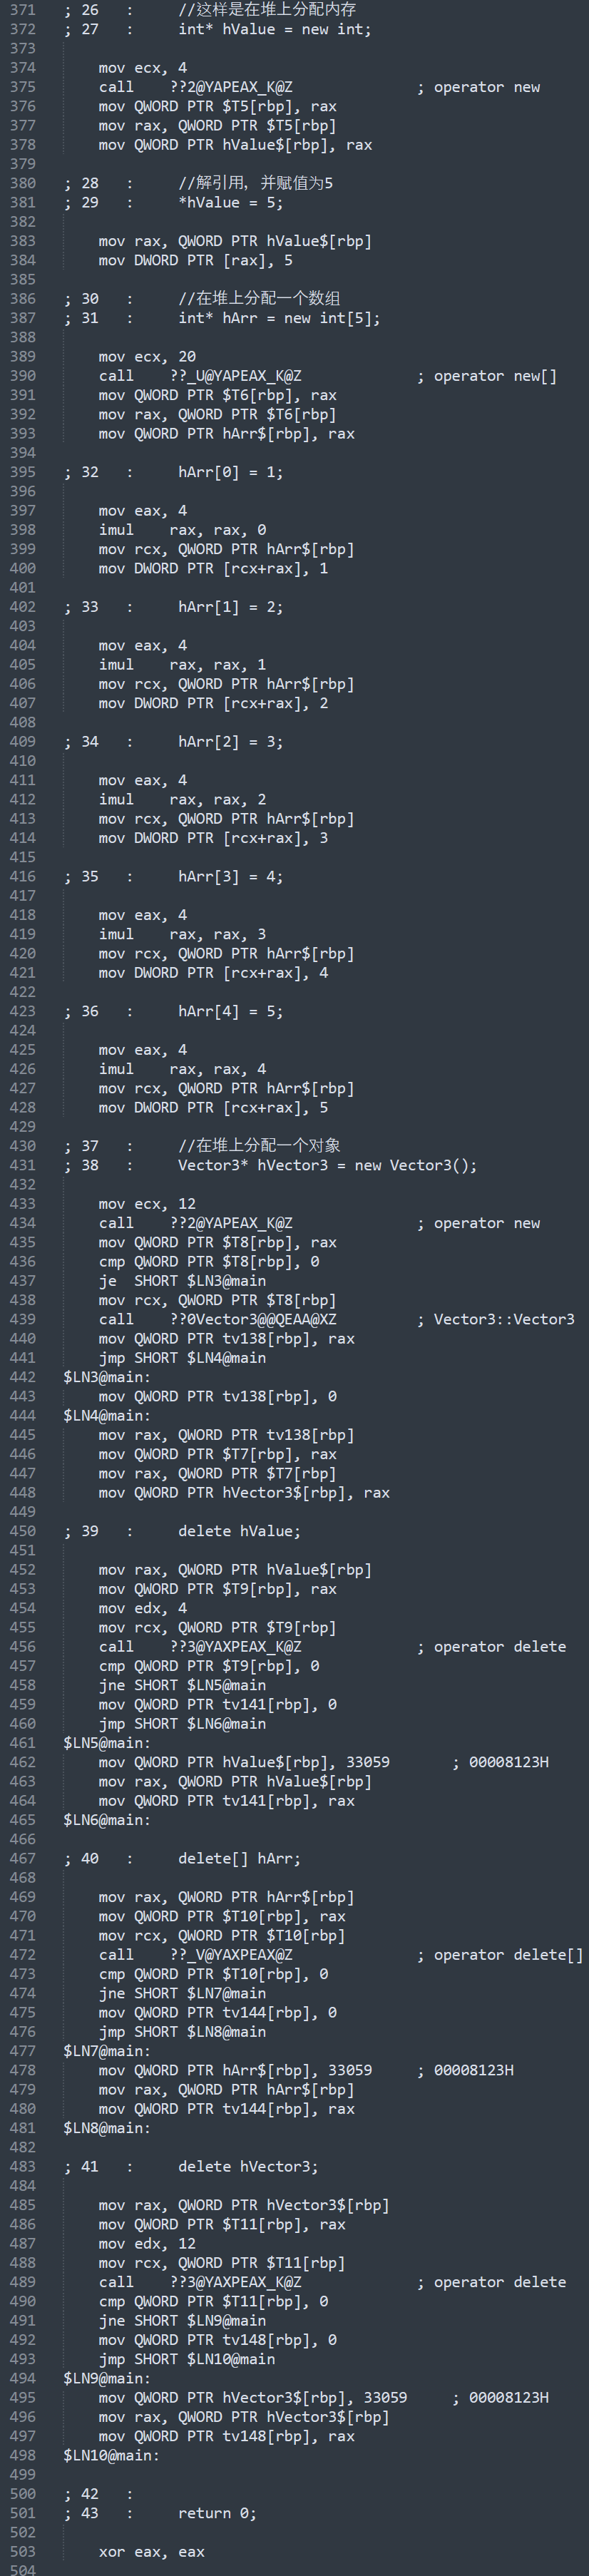 371 ; 26 : //这样是在堆上分配内存
372 ; 27 : int* hValue = new int;
373
374 mov ecx, 4
375 call ??2@YAPEAX_K@Z ; operator new
376 mov QWORD PTR $T5[rbp], rax
377 mov rax, QWORD PTR $T5[rbp]
378 mov QWORD PTR hValue$[rbp], rax
379
380 ; 28 : //解引用，并赋值为5
381 ; 29 : *hValue = 5;
382
383 mov rax, QWORD PTR hValue$[rbp]
384 mov DWORD PTR [rax], 5
385
386 ; 30 : //在堆上分配一个数组
387 ; 31 : int* hArr = new int[5];
388
389 mov ecx, 20
390 call ??_U@YAPEAX_K@Z ; operator new[]
391 mov QWORD PTR $T6[rbp], rax
392 mov rax, QWORD PTR $T6[rbp]
393 mov QWORD PTR hArr$[rbp], rax
394
395 ; 32 : hArr[0] = 1;
396
397 mov eax, 4
398 imul rax, rax, 0
399 mov rcx, QWORD PTR hArr$[rbp]
400 mov DWORD PTR [rcx+rax], 1
401
402 ; 33 : hArr[1] = 2;
403
404 mov eax, 4
405 imul rax, rax, 1
406 mov rcx, QWORD PTR hArr$[rbp]
407 mov DWORD PTR [rcx+rax], 2
408
409 ; 34 : hArr[2] = 3;
410
411 mov eax, 4
412 imul rax, rax, 2
413 mov rcx, QWORD PTR hArr$[rbp]
414 mov DWORD PTR [rcx+rax], 3
415
416 ; 35 : hArr[3] = 4;
417
418 mov eax, 4
419 imul rax, rax, 3
420 mov rcx, QWORD PTR hArr$[rbp]
421 mov DWORD PTR [rcx+rax], 4
422
423 ; 36 : hArr[4] = 5;
424
425 mov eax, 4
426 imul rax, rax, 4
427 mov rcx, QWORD PTR hArr$[rbp]
428 mov DWORD PTR [rcx+rax], 5
429
430 ; 37 : //在堆上分配一个对象
431 ; 38 : Vector3* hVector3 = new Vector3();
432
433 mov ecx, 12
434 call ??2@YAPEAX_K@Z ; operator new
435 mov QWORD PTR $T8[rbp], rax
436 cmp QWORD PTR $T8[rbp], 0
437 je SHORT $LN3@main
438 mov rcx, QWORD PTR $T8[rbp]
439 call ??0Vector3@@QEAA@XZ ; Vector3::Vector3
440 mov QWORD PTR tv138[rbp], rax
441 jmp SHORT $LN4@main
442 $LN3@main:
443 mov QWORD PTR tv138[rbp], 0
444 $LN4@main:
445 mov rax, QWORD PTR tv138[rbp]
446 mov QWORD PTR $T7[rbp], rax
447 mov rax, QWORD PTR $T7[rbp]
448 mov QWORD PTR hVector3$[rbp], rax
449
450 ; 39 : delete hValue;
451
452 mov rax, QWORD PTR hValue$[rbp]
453 mov QWORD PTR $T9[rbp], rax
454 mov edx, 4
455 mov rcx, QWORD PTR $T9[rbp]
456 call ??3@YAXPEAX_K@Z ; operator delete
457 cmp QWORD PTR $T9[rbp], 0
458 jne SHORT $LN5@main
459 mov QWORD PTR tv141[rbp], 0
460 jmp SHORT $LN6@main
461 $LN5@main:
462 mov QWORD PTR hValue$[rbp], 33059 ; 00008123H
463 mov rax, QWORD PTR hValue$[rbp]
464 mov QWORD PTR tv141[rbp], rax
465 $LN6@main:
466
467 ; 40 : delete[] hArr;
468
469 mov rax, QWORD PTR hArr$[rbp]
470 mov QWORD PTR $T10[rbp], rax
471 mov rcx, QWORD PTR $T10[rbp]
472 call ??_V@YAXPEAX@Z ; operator delete[]
473 cmp QWORD PTR $T10[rbp], 0
474 jne SHORT $LN7@main
475 mov QWORD PTR tv144[rbp], 0
476 jmp SHORT $LN8@main
477 $LN7@main:
478 mov QWORD PTR hArr$[rbp], 33059 ; 00008123H
479 mov rax, QWORD PTR hArr$[rbp]
480 mov QWORD PTR tv144[rbp], rax
481 $LN8@main:
482
483 ; 41 : delete hVector3;
484
485 mov rax, QWORD PTR hVector3$[rbp]
486 mov QWORD PTR $T11[rbp], rax
487 mov edx, 12
488 mov rcx, QWORD PTR $T11[rbp]
489 call ??3@YAXPEAX_K@Z ; operator delete
490 cmp QWORD PTR $T11[rbp], 0
491 jne SHORT $LN9@main
492 mov QWORD PTR tv148[rbp], 0
493 jmp SHORT $LN10@main
494 $LN9@main:
495 mov QWORD PTR hVector3$[rbp], 33059 ; 00008123H
496 mov rax, QWORD PTR hVector3$[rbp]
497 mov QWORD PTR tv148[rbp], rax
498 $LN10@main:
499
500 ; 42 :
501 ; 43 : return 0;
502
503 xor eax, eax
504